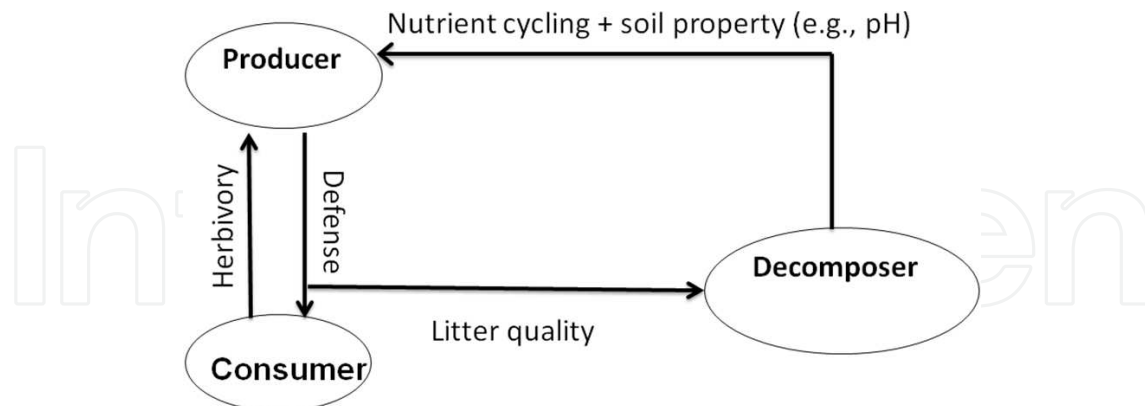 Nutrient cycling + soil property (e.g., pH)
Producer
Herbivory
Defense
Decomposer
Litter quality
Consumer